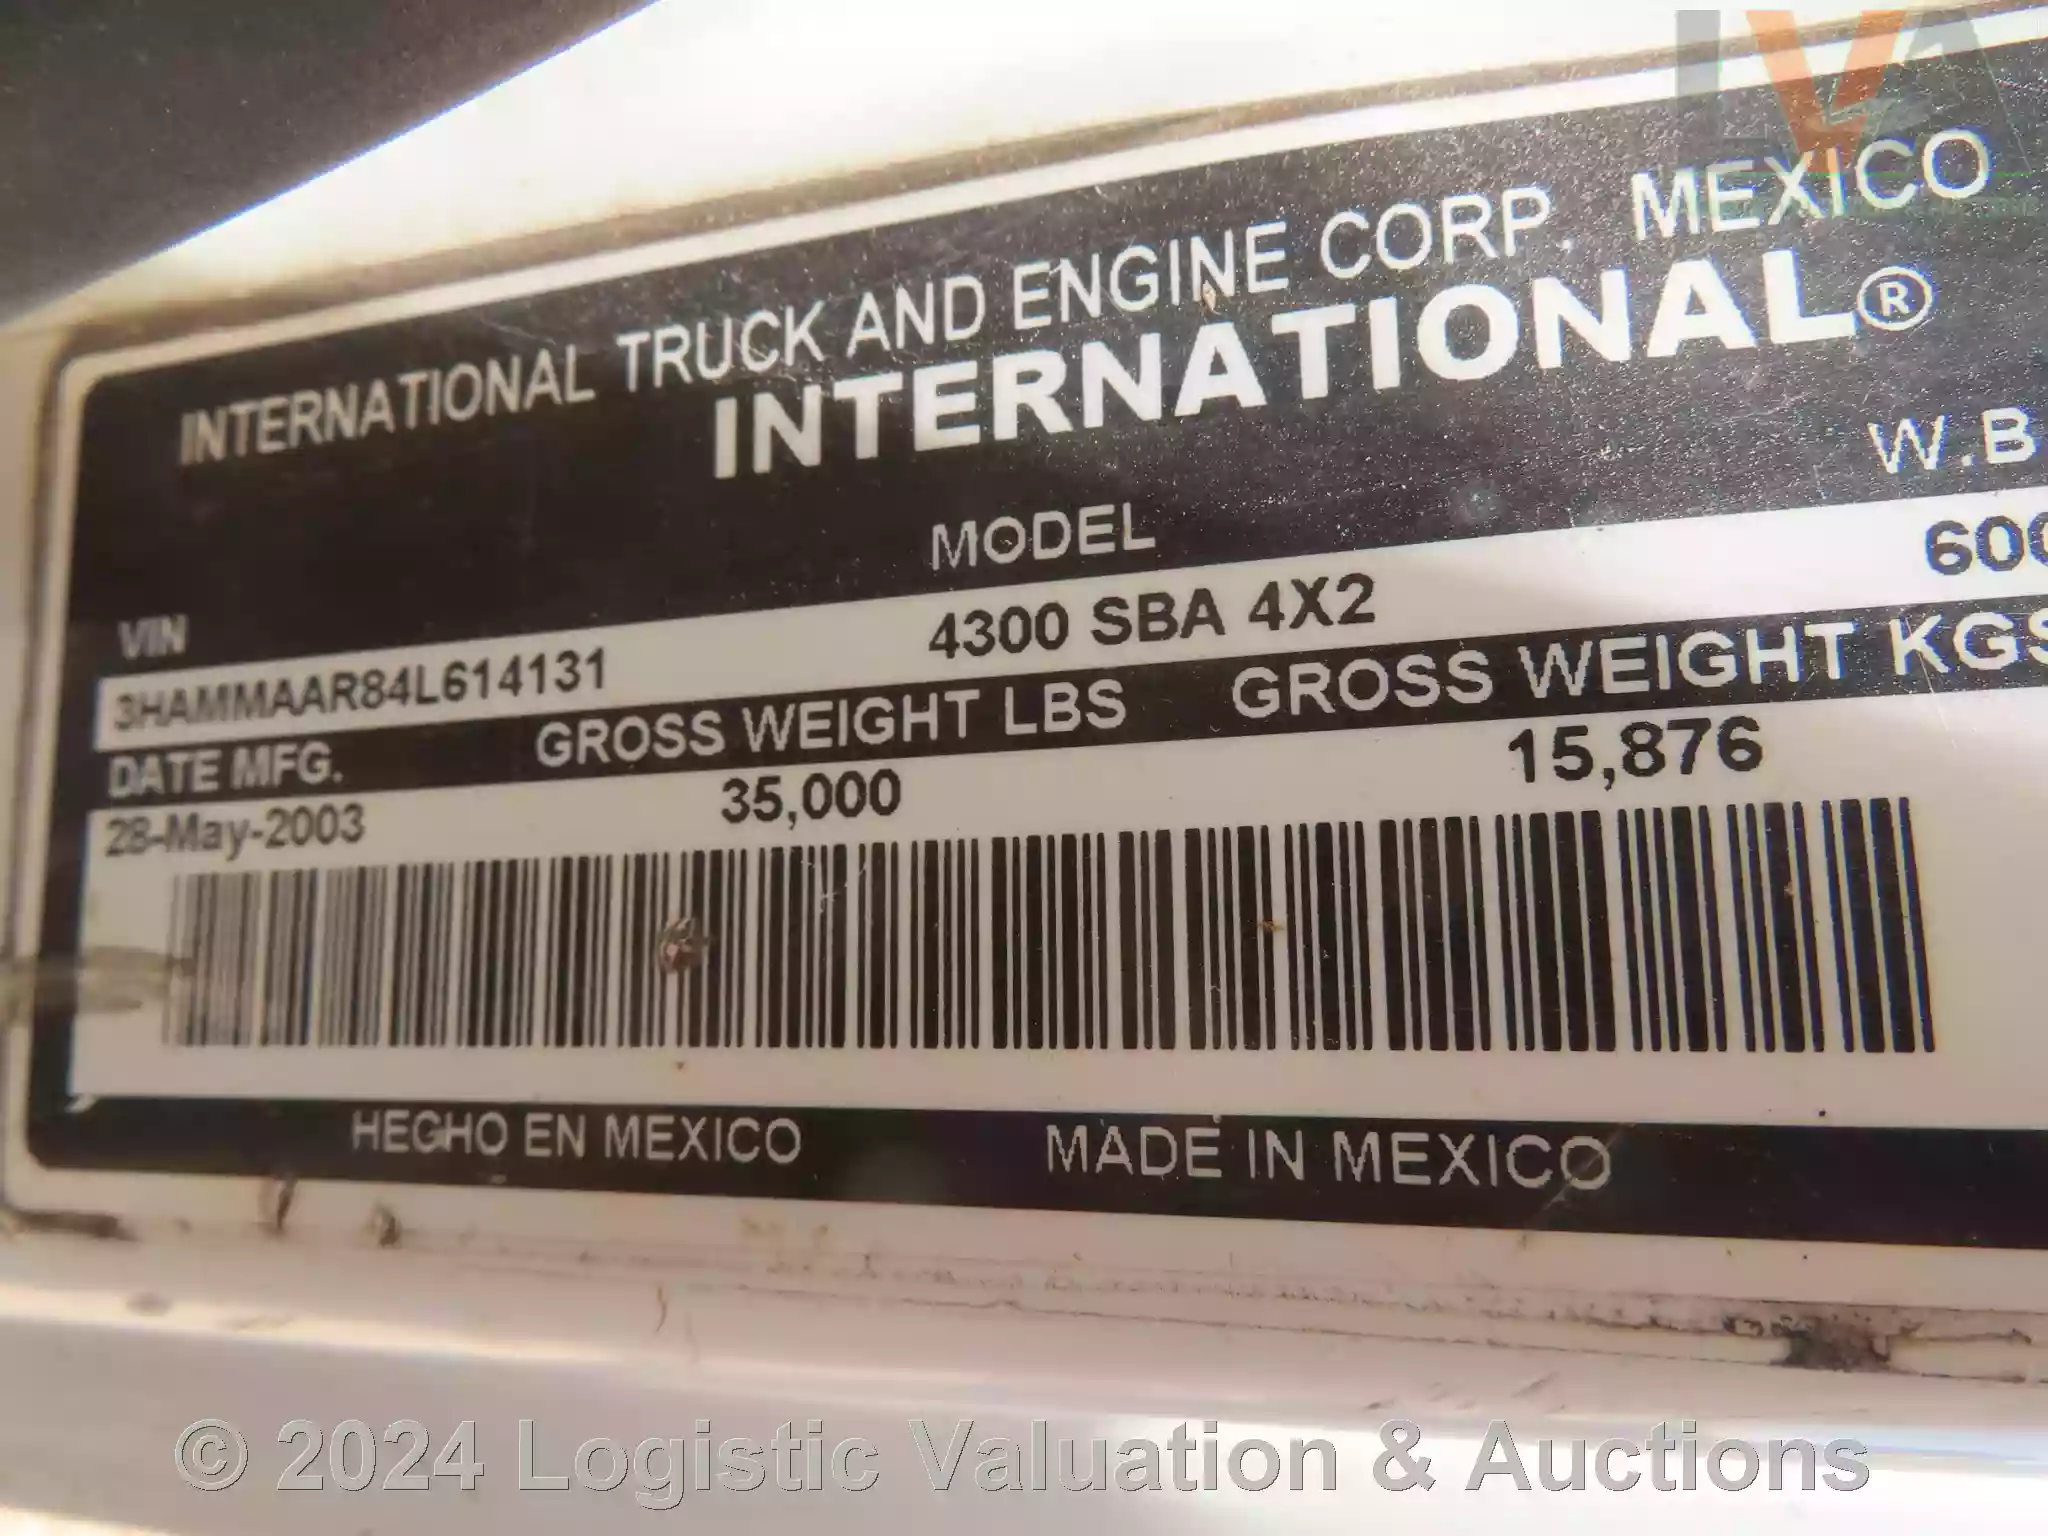 INTERNATIONAL TRUCK AND ENGINE CORP. MEXICO
INTERNATIONAL®
VIN MODEL W.B
3HAMMAAR84L614131 4300 SBA 4X2 600
DATE MFG. GROSS WEIGHT LBS GROSS WEIGHT KGS
28-May-2003 35,000 15,876
HECHO EN MEXICO MADE IN MEXICO
© 2024 Logistic Valuation & Auctions